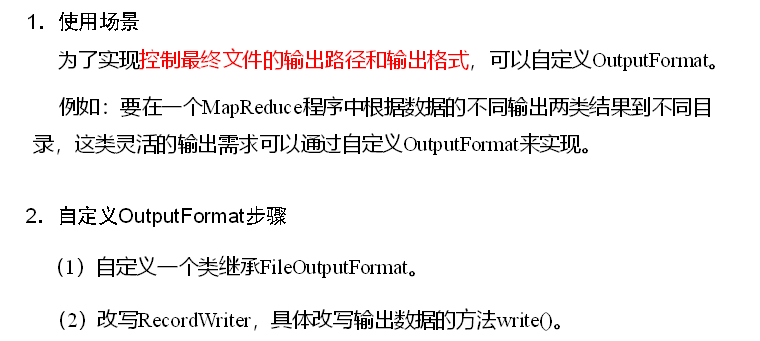 1．使用场景
为了实现控制最终文件的输出路径和输出格式，可以自定义OutputFormat。
例如：要在一个MapReduce程序中根据数据的不同输出两类结果到不同目
录，这类灵活的输出需求可以通过自定义OutputFormat来实现。
2．自定义OutputFormat步骤
（1）自定义一个类继承FileOutputFormat。
（2）改写RecordWriter，具体改写输出数据的方法write()。